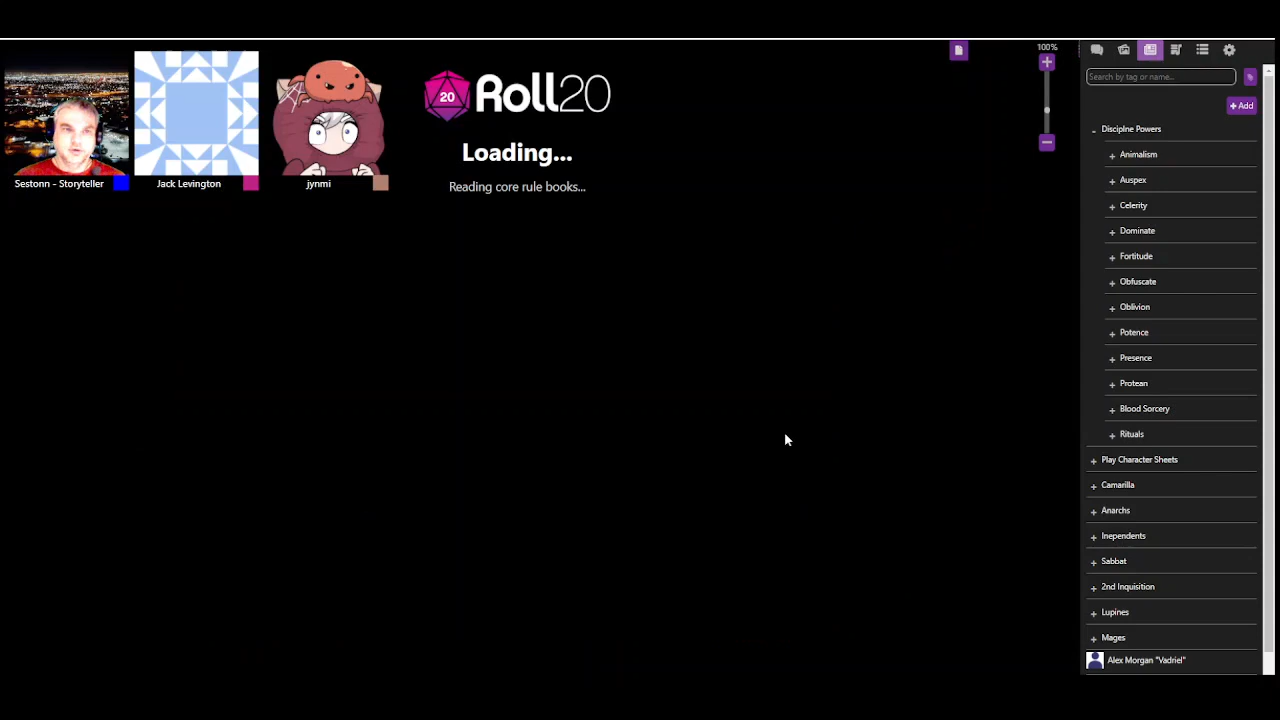 Sestonn - Storyteller
Jack Levington
jynmi
20
Roll20
Loading...
Reading core rule books...
100%
Search by tag or name...
+ Add
Disciplne Powers
Animalism
Auspex
Celerity
Dominate
Fortitude
Obfuscate
Oblivion
Potence
Presence
Protean
Blood Sorcery
Rituals
Play Character Sheets
Camarilla
Anarchs
Inependents
Sabbat
2nd Inquisition
Lupines
Mages
Alex Morgan "Vadriel"